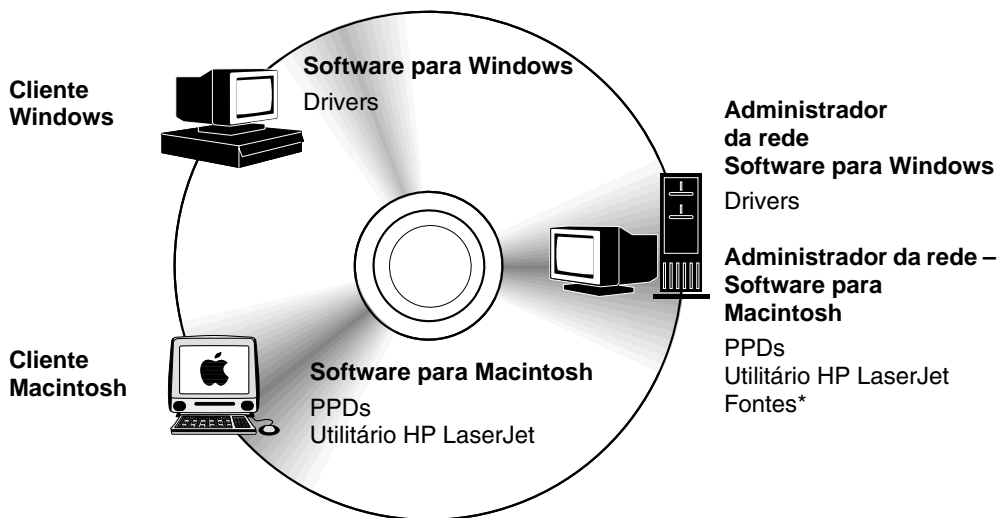 Cliente
Windows
Software para Windows
Drivers
Administrador
da rede
Software para Windows
Drivers
Administrador da rede –
Software para
Macintosh
PPDs
Utilitário HP LaserJet
Fontes*
Cliente
Macintosh
Software para Macintosh
PPDs
Utilitário HP LaserJet